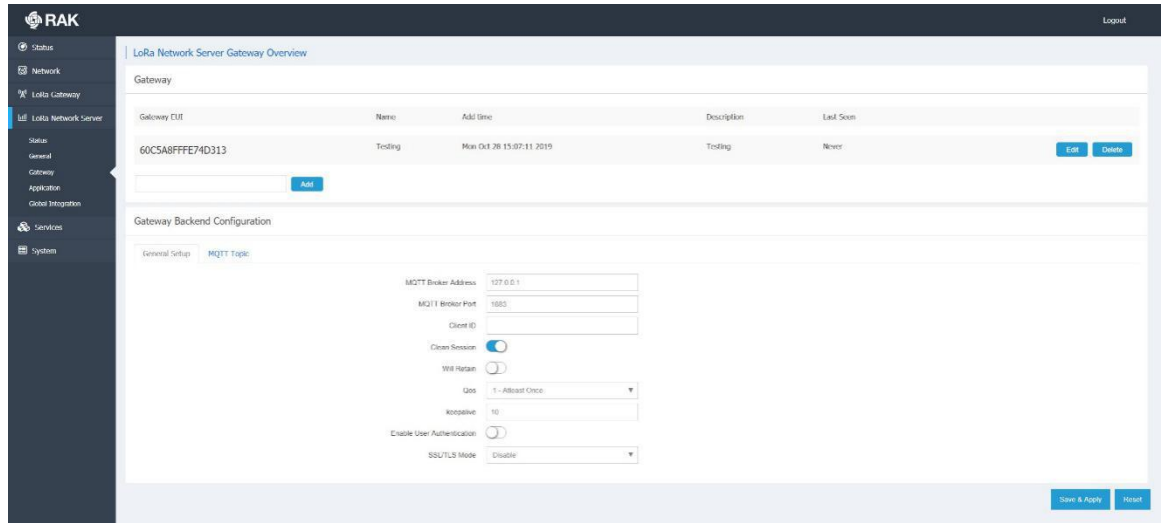 RAK
Logout
Status
Network
LoRa Gateway
LoRa Network Server
Status
General
Gateway
Application
Global Integration
Services
System
LoRa Network Server Gateway Overview
Gateway
Gateway EUI Name Add time Description Last Seen
60C5A8FFFE74D313 Testing Mon Oct 28 15:07:11 2019 Testing Never Edit Delete
Add
Gateway Backend Configuration
General Setup MQTT Topic
MQTT Broker Address 127.0.0.1
MQTT Broker Port 1883
Client ID
Clean Session
Will Retain
Qos 1 - Atleast Once
keepalive 10
Enable User Authentication
SSL/TLS Mode Disable
Save & Apply Reset